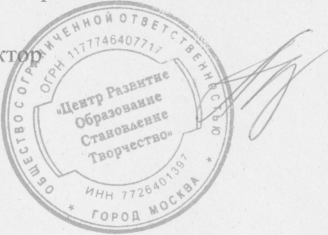 ктор
ОБЩЕСТВО С ОГРАНИЧЕННОЙ ОТВЕТСТВЕННОСТЬЮ
ОГРН 1177746407717
«Центр Развитие
Образование
Становление
Творчество»
ИНН 7726401397
* ГОРОД МОСКВА *